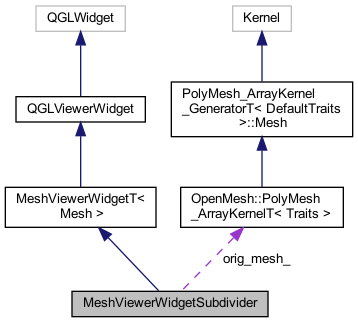 QGLWidget
Kernel
QGLViewerWidget
PolyMesh_ArrayKernel
_GeneratorT< DefaultTraits
>::Mesh
MeshViewerWidgetT<
Mesh >
OpenMesh::PolyMesh
_ArrayKernelT< Traits >
orig_mesh_
MeshViewerWidgetSubdivider